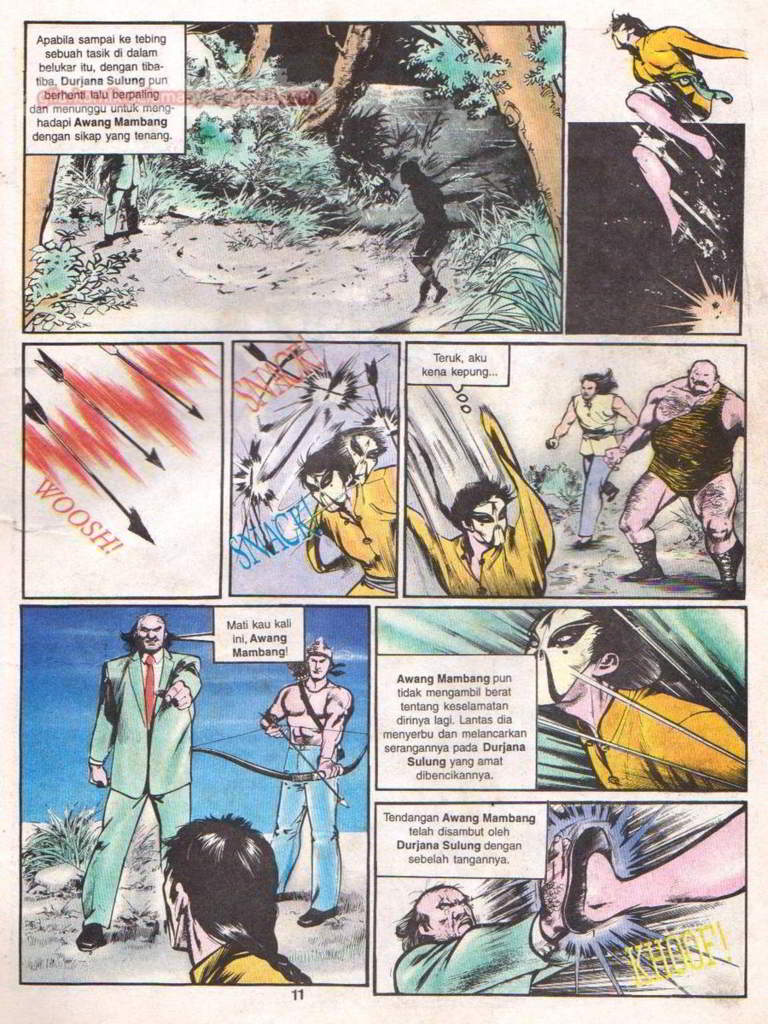 Apabila sampai ke tebing
sebuah tasik di dalam
belukar itu, dengan tiba-
tiba, Durjana Sulung pun
berhenti lalu berpaling
dan menunggu untuk meng-
hadapi Awang Mambang
dengan sikap yang tenang.
WOOSH!
SNACK!
SNACK!
Teruk, aku
kena kepung...
Mati kau kali
ini, Awang
Mambang!
Awang Mambang pun
tidak mengambil berat
tentang keselamatan
dirinya lagi. Lantas dia
menyerbu dan melancarkan
serangannya pada Durjana
Sulung yang amat
dibencikannya.
Tendangan Awang Mambang
telah disambut oleh
Durjana Sulung dengan
sebelah tangannya.
KHOOF!
11